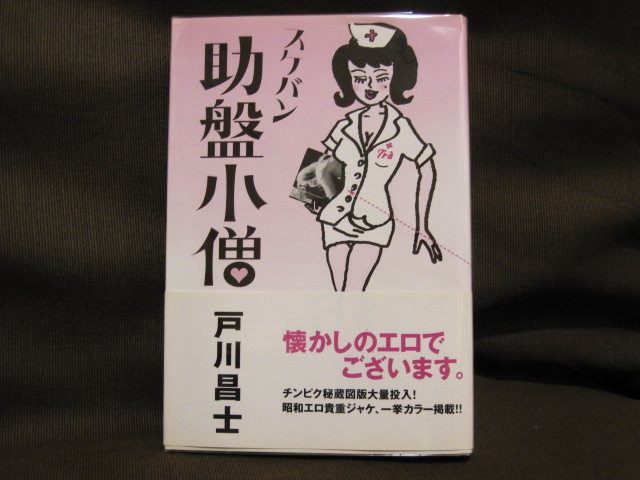 スケバン
助盤小僧
戸川昌士
懐かしのエロで
ございます。
チンピク秘蔵図版大量投入！
昭和エロ貴重ジャケ、一挙カラー掲載!!